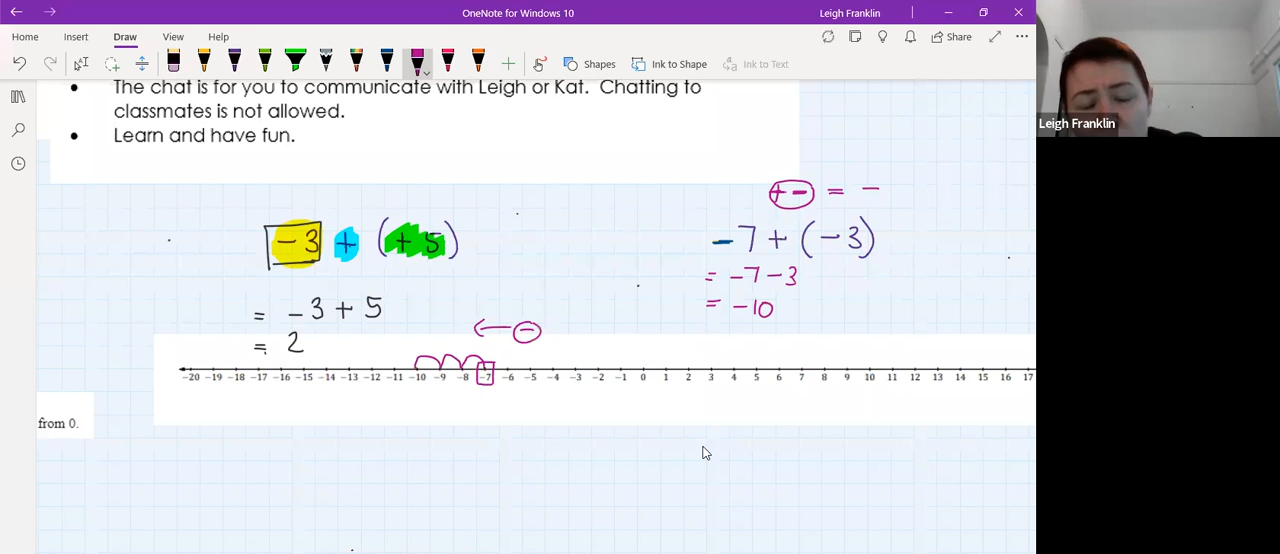 OneNote for Windows 10
Leigh Franklin
Home Insert Draw View Help
Share
Shapes
Ink to Shape
Ink to Text
Leigh Franklin
• The chat is for you to communicate with Leigh or Kat. Chatting to
classmates is not allowed.
• Learn and have fun.
+- = -
-3 + (+5)
= -3 + 5
= 2
-7 + (-3)
= -7 - 3
= -10
← -
-20 -19 -18 -17 -16 -15 -14 -13 -12 -11 -10 -9 -8 -7 -6 -5 -4 -3 -2 -1 0 1 2 3 4 5 6 7 8 9 10 11 12 13 14 15 16 17
from 0.